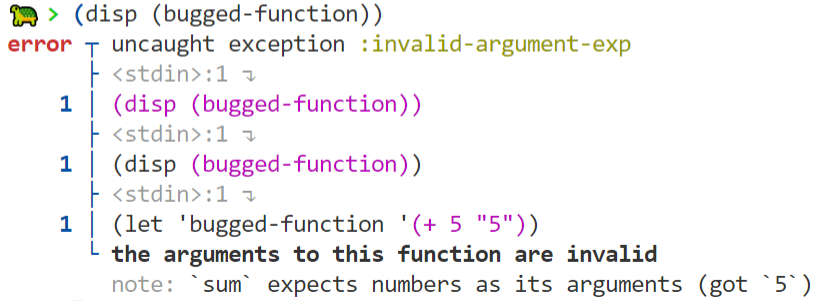 🐢 > (disp (bugged-function))
error ┬ uncaught exception :invalid-argument-exp
├ <stdin>:1 ↴
1 │ (disp (bugged-function))
├ <stdin>:1 ↴
1 │ (disp (bugged-function))
├ <stdin>:1 ↴
1 │ (let 'bugged-function '(+ 5 "5"))
└ the arguments to this function are invalid
note: `sum` expects numbers as its arguments (got `5`)